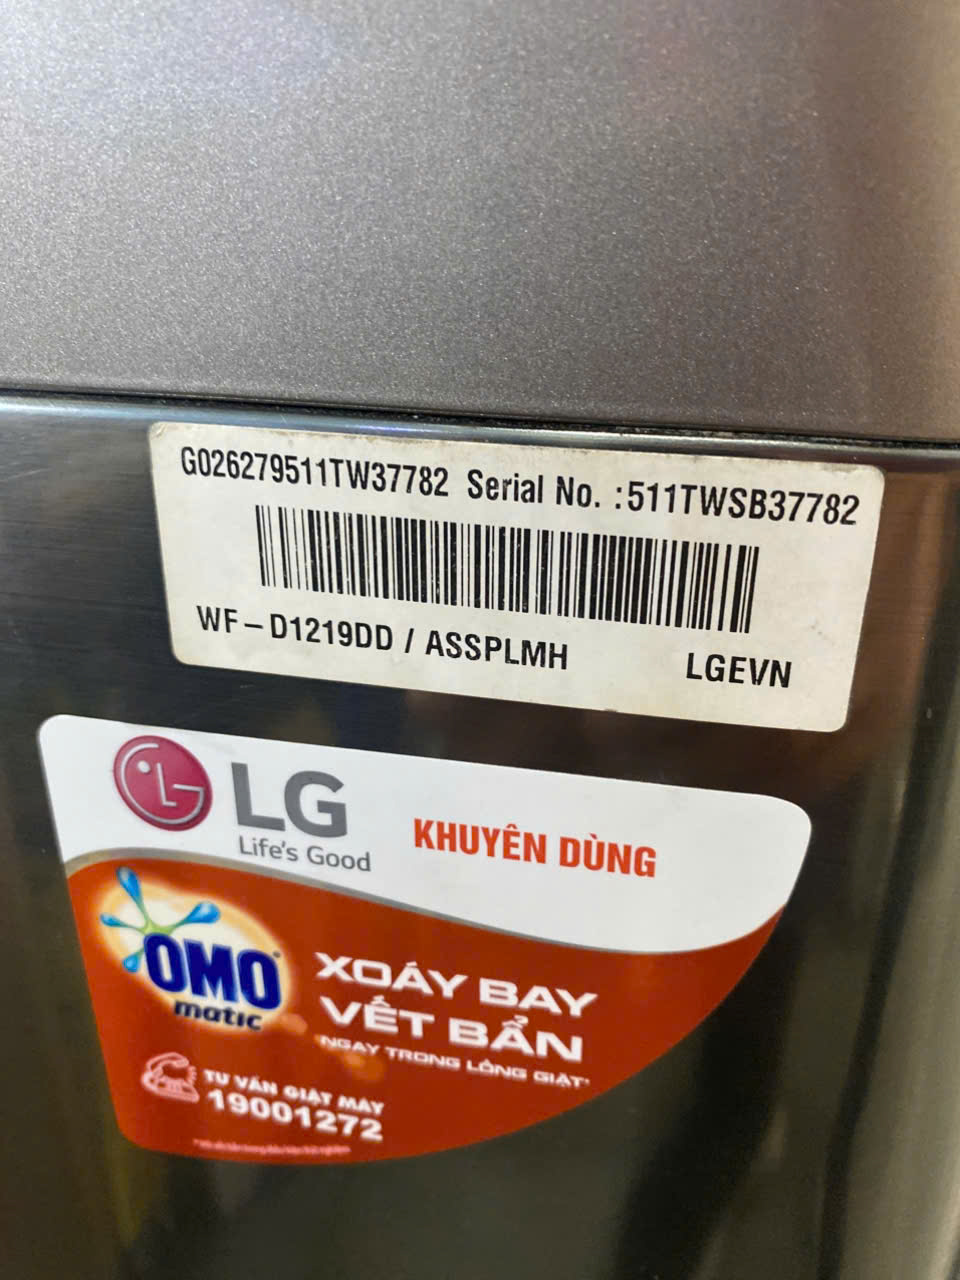 G026279511TW37782 Serial No. :511TWSB37782
WF-D1219DD / ASSPLMH LGEVN
LG
Life's Good
KHUYÊN DÙNG
OMO
matic
XOÁY BAY
VẾT BẨN
NGAY TRONG LỒNG GIẶT*
TƯ VẤN GIẶT MÁY
19001272